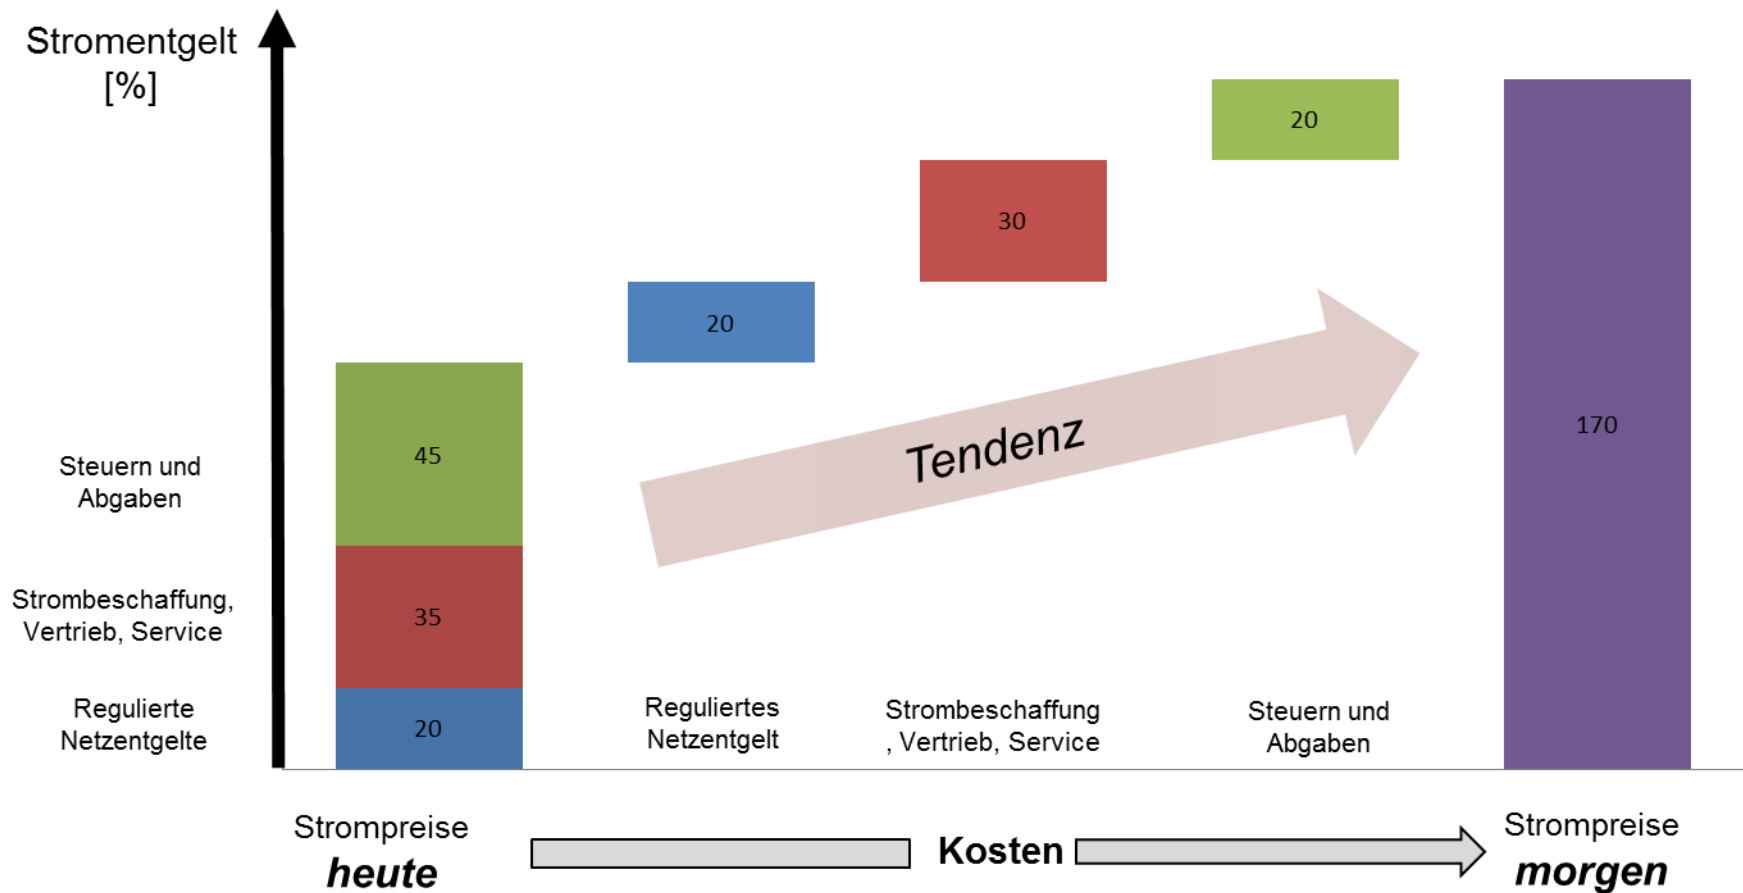 Stromentgelt
[%]
20
30
20
45
35
20
170
Tendenz
Steuern und
Abgaben
Strombeschaffung,
Vertrieb, Service
Regulierte
Netzentgelte
Reguliertes
Netzentgelt
Strombeschaffung
, Vertrieb, Service
Steuern und
Abgaben
Strompreise
heute
Kosten
Strompreise
morgen